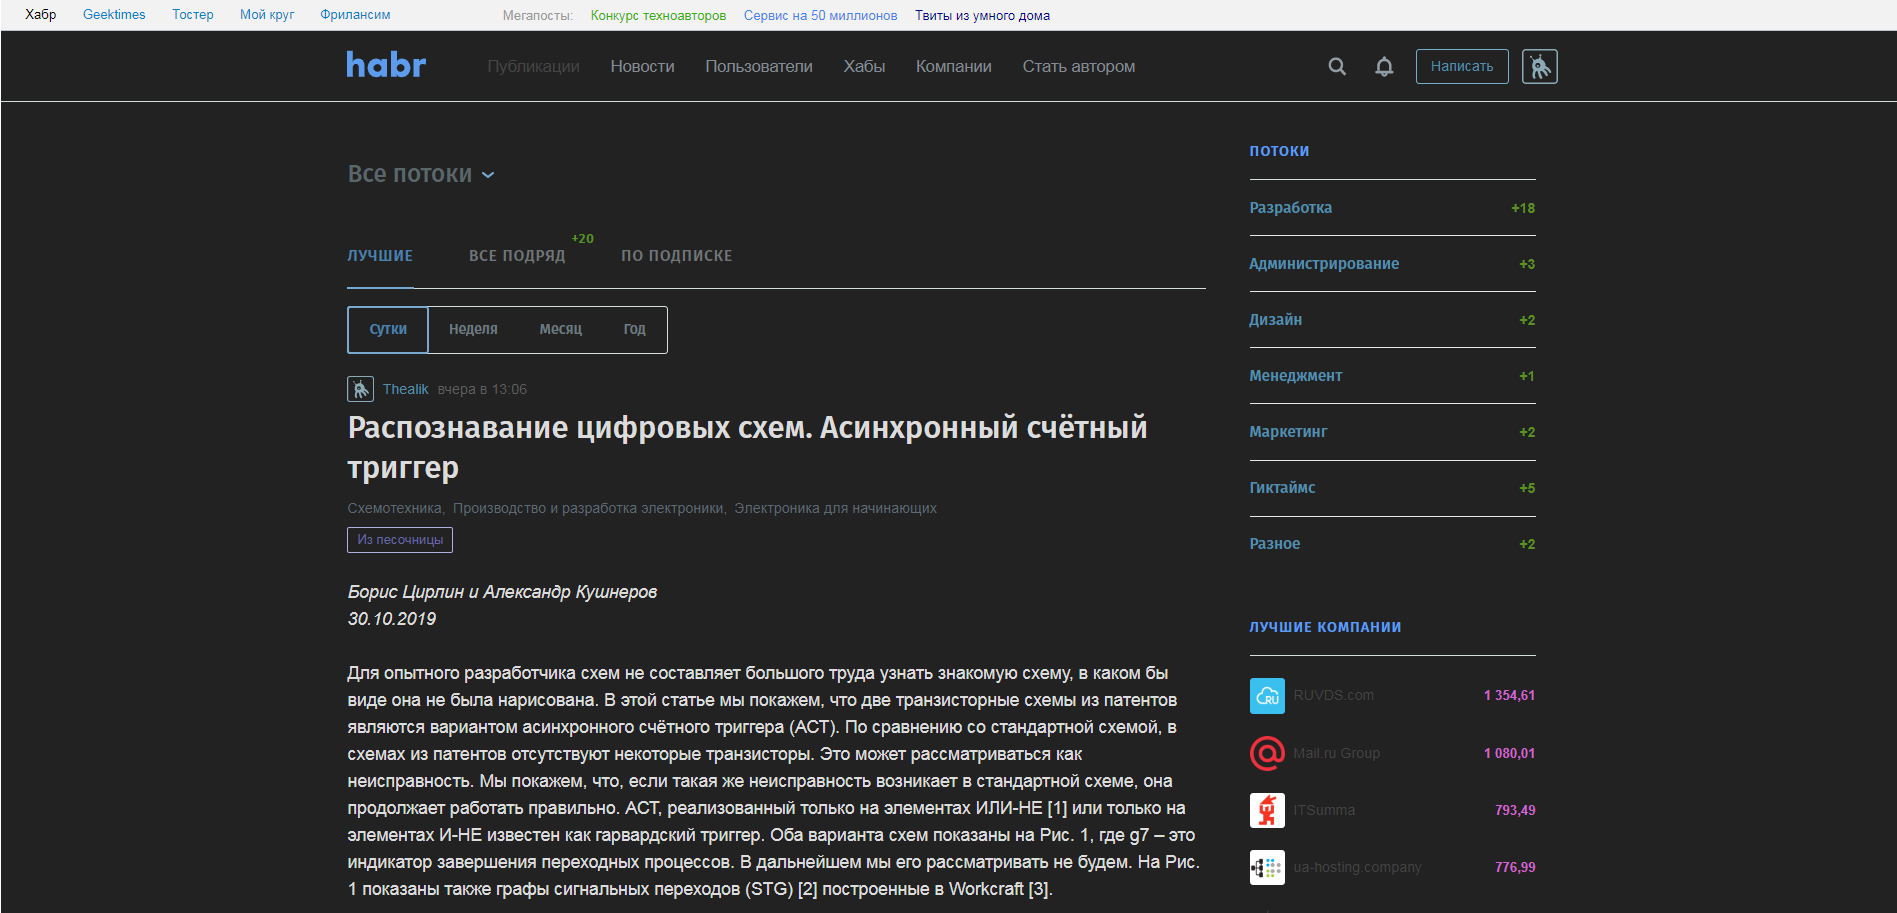 Хабр Geektimes Тостер Мой круг Фрилансим Мегапосты: Конкурс техноавторов Сервис на 50 миллионов Твиты из умного дома
habr Публикации Новости Пользователи Хабы Компании Стать автором Написать
Все потоки
ЛУЧШИЕ ВСЕ ПОДРЯД +20 ПО ПОДПИСКЕ
Сутки Неделя Месяц Год
Thealik вчера в 13:06
Распознавание цифровых схем. Асинхронный счётный
триггер
Схемотехника, Производство и разработка электроники, Электроника для начинающих
Из песочницы
Борис Цирлин и Александр Кушнеров
30.10.2019
Для опытного разработчика схем не составляет большого труда узнать знакомую схему, в каком бы
виде она не была нарисована. В этой статье мы покажем, что две транзисторные схемы из патентов
являются вариантом асинхронного счётного триггера (АСТ). По сравнению со стандартной схемой, в
схемах из патентов отсутствуют некоторые транзисторы. Это может рассматриваться как
неисправность. Мы покажем, что, если такая же неисправность возникает в стандартной схеме, она
продолжает работать правильно. АСТ, реализованный только на элементах ИЛИ-НЕ [1] или только на
элементах И-НЕ известен как гарвардский триггер. Оба варианта схем показаны на Рис. 1, где g7 – это
индикатор завершения переходных процессов. В дальнейшем мы его рассматривать не будем. На Рис.
1 показаны также графы сигнальных переходов (STG) [2] построенные в Workcraft [3].
ПОТОКИ
Разработка +18
Администрирование +3
Дизайн +2
Менеджмент +1
Маркетинг +2
Гиктаймс +5
Разное +2
ЛУЧШИЕ КОМПАНИИ
RU RUVDS.com 1 354,61
Mail.ru Group 1 080,01
ITSumma 793,49
ua-hosting.company 776,99